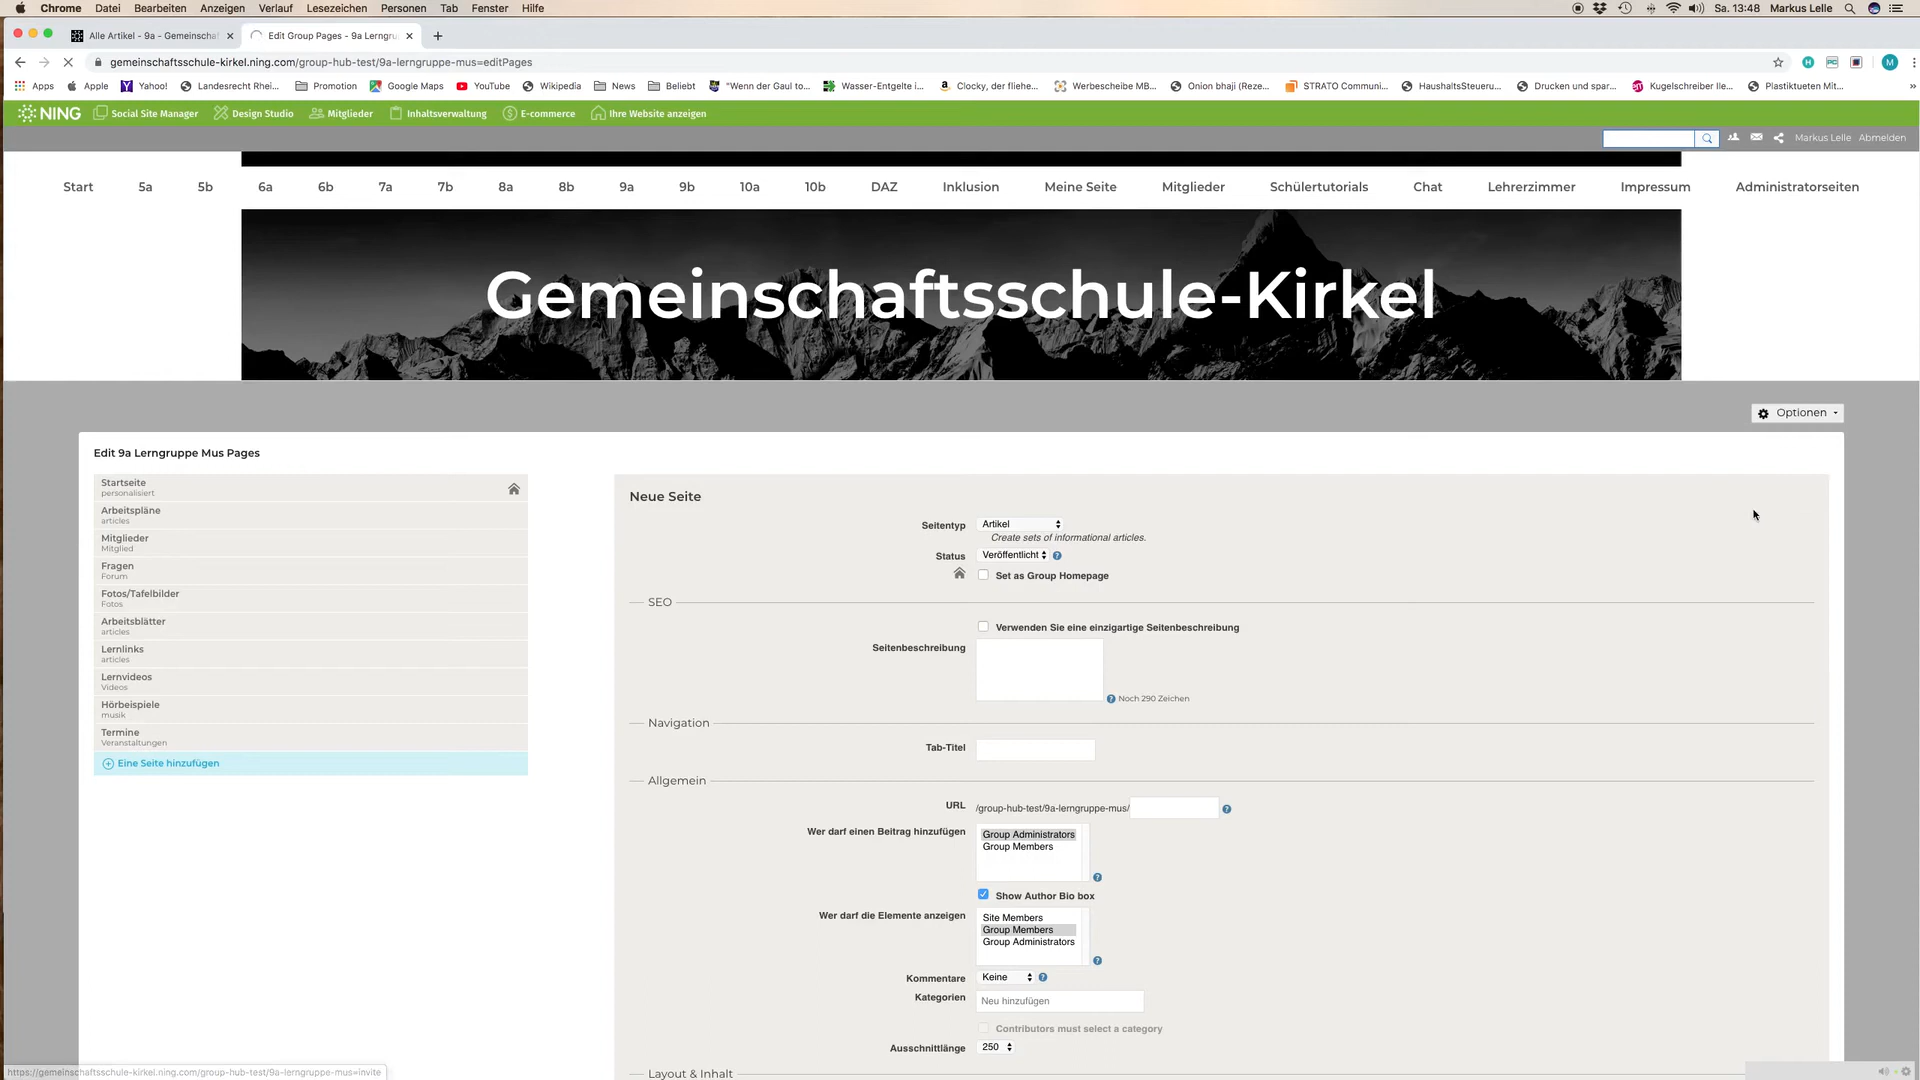 Chrome Datei Bearbeiten Anzeigen Verlauf Lesezeichen Personen Tab Fenster Hilfe Sa. 13:48 Markus Lelle
Alle Artikel - 9a - Gemeinschaf Edit Group Pages - 9a Lerngru
gemeinschaftsschule-kirkel.ning.com/group-hub-test/9a-lerngruppe-mus=editPages
Apps Apple Yahoo! Landesrecht Rhei... Promotion Google Maps YouTube Wikipedia News Beliebt "Wenn der Gaul to... Wasser-Entgelte i... Clocky, der fliehe... Werbescheibe MB... Onion bhaji (Reze... STRATO Communi... HaushaltsSteueru... Drucken und spar... Kugelschreiber lle... Plastiktueten Mit... »
NING Social Site Manager Design Studio Mitglieder Inhaltsverwaltung E-commerce Ihre Website anzeigen
Markus Lelle Abmelden
Start 5a 5b 6a 6b 7a 7b 8a 8b 9a 9b 10a 10b DAZ Inklusion Meine Seite Mitglieder Schülertutorials Chat Lehrerzimmer Impressum Administratorseiten
Gemeinschaftsschule-Kirkel
Optionen
Edit 9a Lerngruppe Mus Pages
Startseite
personalisiert
Arbeitspläne
articles
Mitglieder
Mitglied
Fragen
Forum
Fotos/Tafelbilder
Fotos
Arbeitsblätter
articles
Lernlinks
articles
Lernvideos
Videos
Hörbeispiele
musik
Termine
Veranstaltungen
Eine Seite hinzufügen
Neue Seite
Seitentyp Artikel
Create sets of informational articles.
Status Veröffentlicht
Set as Group Homepage
SEO
Verwenden Sie eine einzigartige Seitenbeschreibung
Seitenbeschreibung
Noch 290 Zeichen
Navigation
Tab-Titel
Allgemein
URL /group-hub-test/9a-lerngruppe-mus/
Wer darf einen Beitrag hinzufügen Group Administrators
Group Members
Show Author Bio box
Wer darf die Elemente anzeigen Site Members
Group Members
Group Administrators
Kommentare Keine
Kategorien Neu hinzufügen
Contributors must select a category
Ausschnittlänge 250
Layout & Inhalt
https://gemeinschaftsschule-kirkel.ning.com/group-hub-test/9a-lerngruppe-mus=invite